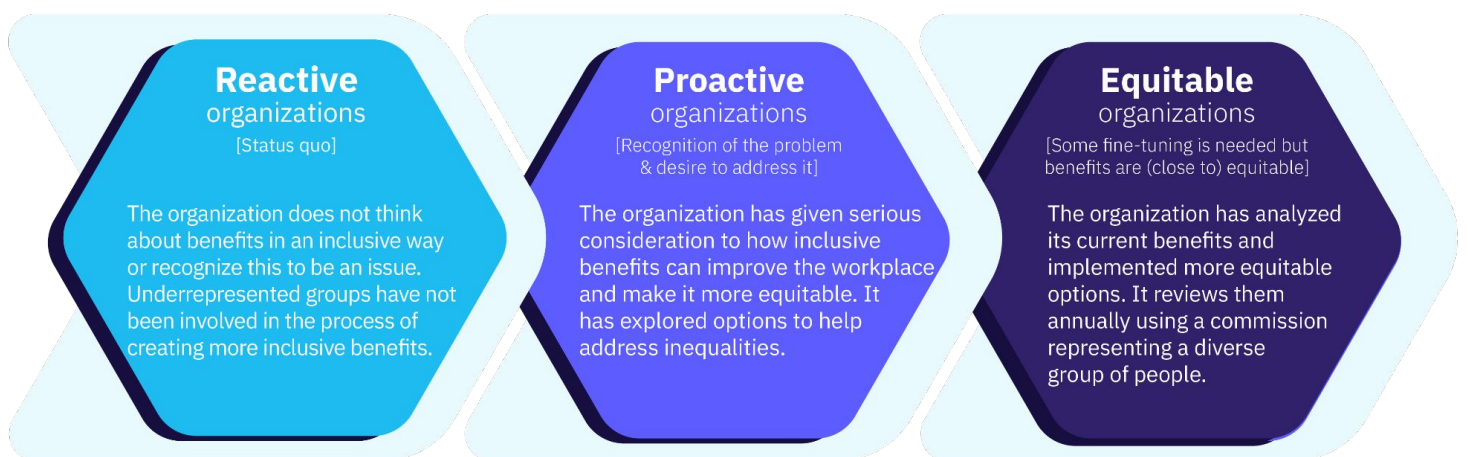 Reactive
organizations
[Status quo]
The organization does not think
about benefits in an inclusive way
or recognize this to be an issue.
Underrepresented groups have not
been involved in the process of
creating more inclusive benefits.
Proactive
organizations
[Recognition of the problem
& desire to address it]
The organization has given serious
consideration to how inclusive
benefits can improve the workplace
and make it more equitable. It
has explored options to help
address inequalities.
Equitable
organizations
[Some fine-tuning is needed but
benefits are (close to) equitable]
The organization has analyzed
its current benefits and
implemented more equitable
options. It reviews them
annually using a commission
representing a diverse
group of people.